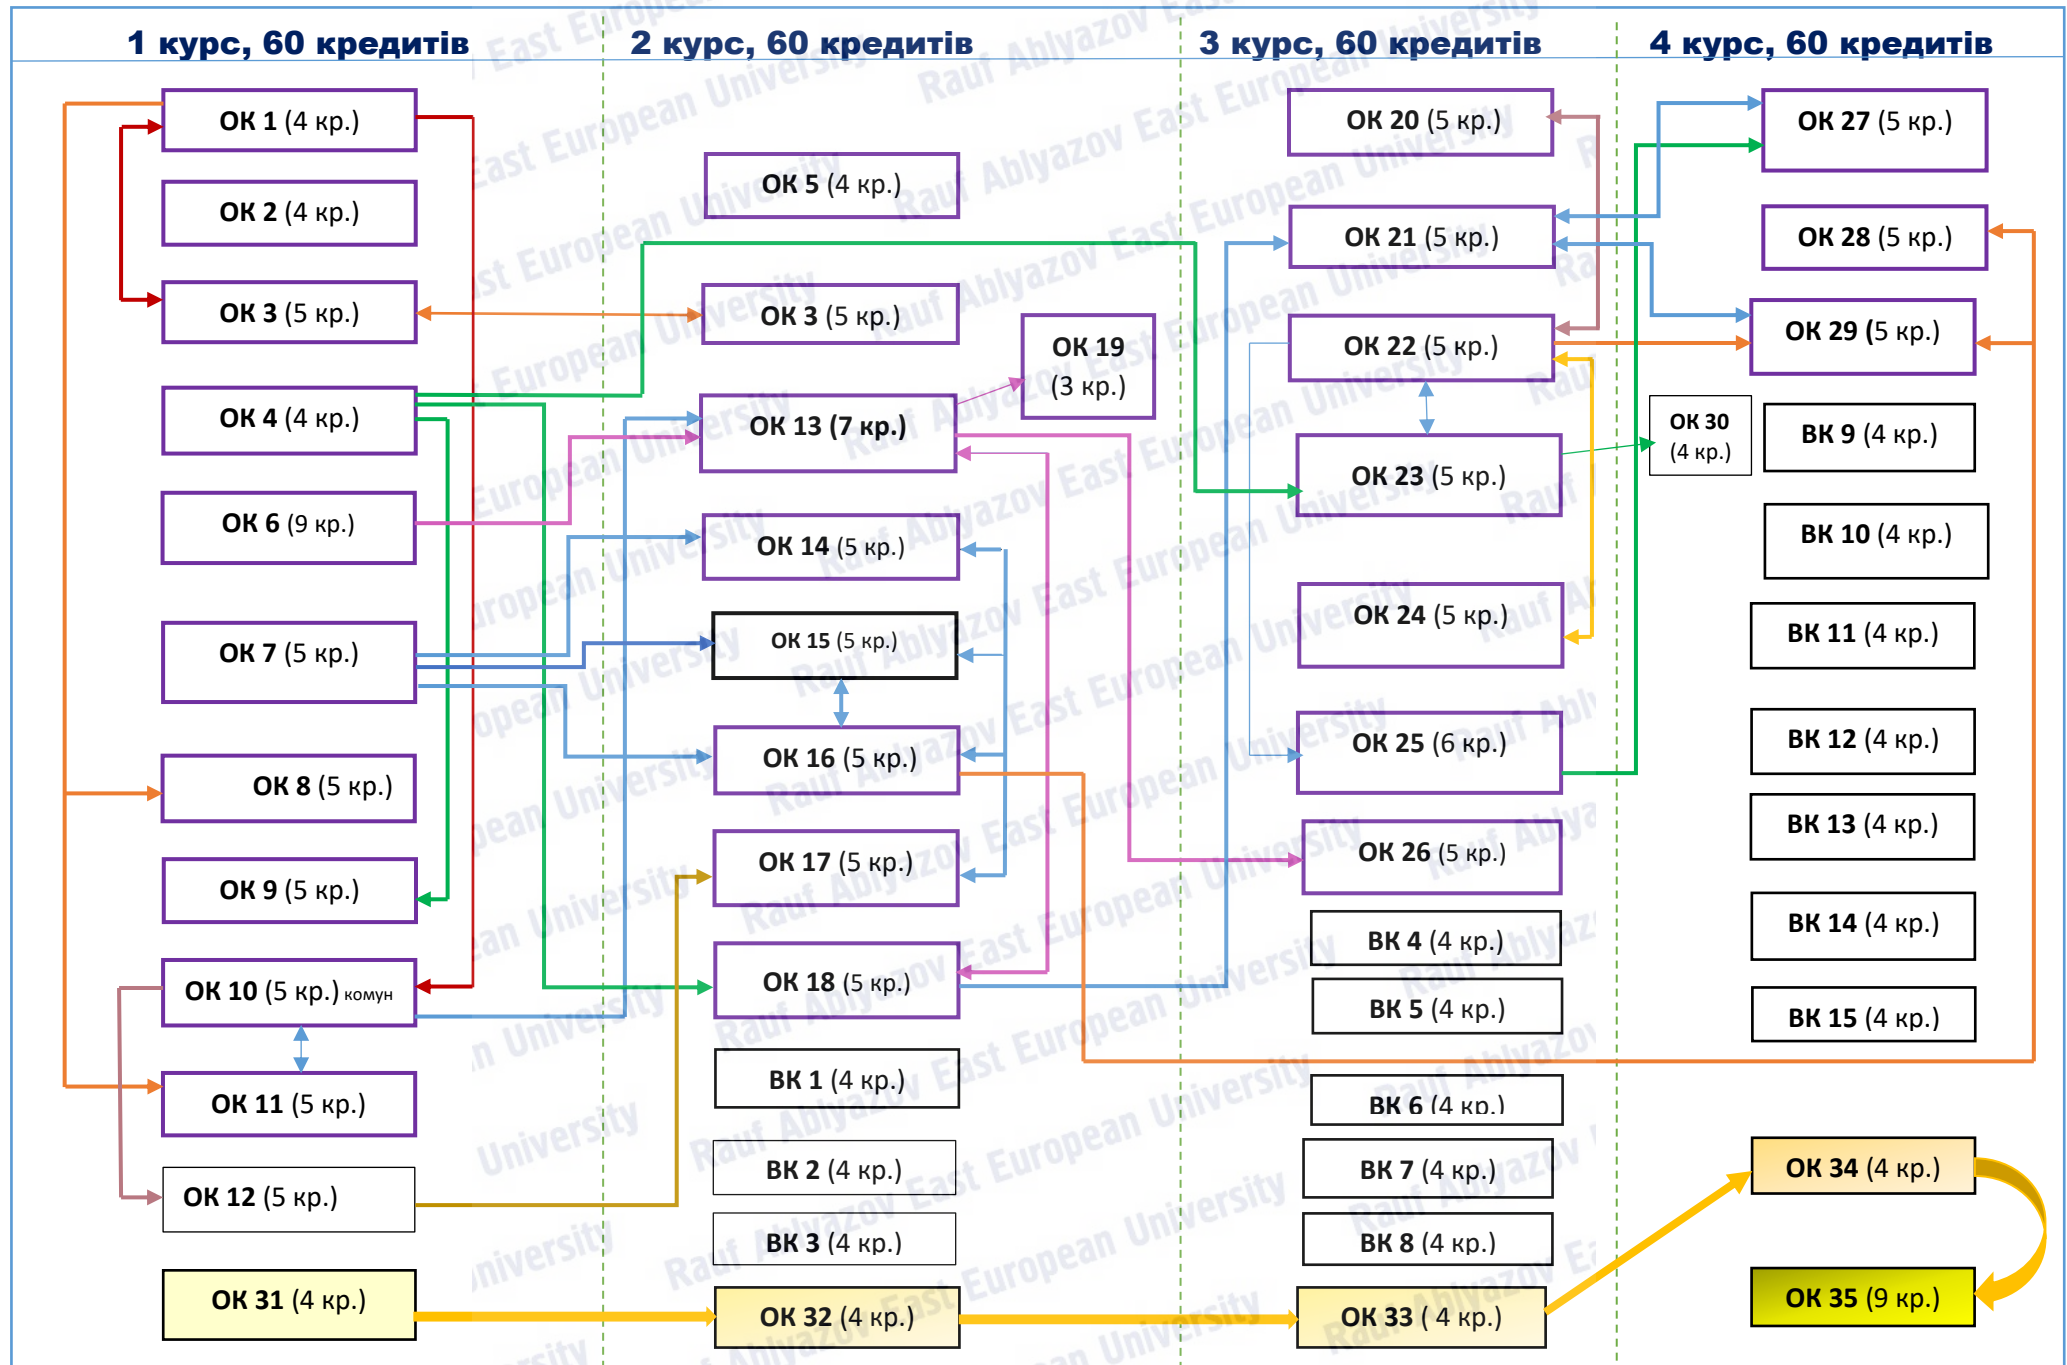 1 курс, 60 кредитів
2 курс, 60 кредитів
3 курс, 60 кредитів
4 курс, 60 кредитів
ОК 1 (4 кр.)
ОК 2 (4 кр.)
ОК 3 (5 кр.)
ОК 4 (4 кр.)
ОК 6 (9 кр.)
ОК 7 (5 кр.)
ОК 8 (5 кр.)
ОК 9 (5 кр.)
ОК 10 (5 кр.) комун
ОК 11 (5 кр.)
ОК 12 (5 кр.)
ОК 31 (4 кр.)
ОК 5 (4 кр.)
ОК 3 (5 кр.)
ОК 19
(3 кр.)
ОК 13 (7 кр.)
ОК 14 (5 кр.)
ОК 15 (5 кр.)
ОК 16 (5 кр.)
ОК 17 (5 кр.)
ОК 18 (5 кр.)
ВК 1 (4 кр.)
ВК 2 (4 кр.)
ВК 3 (4 кр.)
ОК 32 (4 кр.)
ОК 20 (5 кр.)
ОК 21 (5 кр.)
ОК 22 (5 кр.)
ОК 23 (5 кр.)
ОК 24 (5 кр.)
ОК 25 (6 кр.)
ОК 26 (5 кр.)
ВК 4 (4 кр.)
ВК 5 (4 кр.)
ВК 6 (4 кр.)
ВК 7 (4 кр.)
ВК 8 (4 кр.)
ОК 33 ( 4 кр.)
ОК 27 (5 кр.)
ОК 28 (5 кр.)
ОК 29 (5 кр.)
ОК 30
(4 кр.)
ВК 9 (4 кр.)
ВК 10 (4 кр.)
ВК 11 (4 кр.)
ВК 12 (4 кр.)
ВК 13 (4 кр.)
ВК 14 (4 кр.)
ВК 15 (4 кр.)
ОК 34 (4 кр.)
ОК 35 (9 кр.)
Rauf Ablyazov East European University